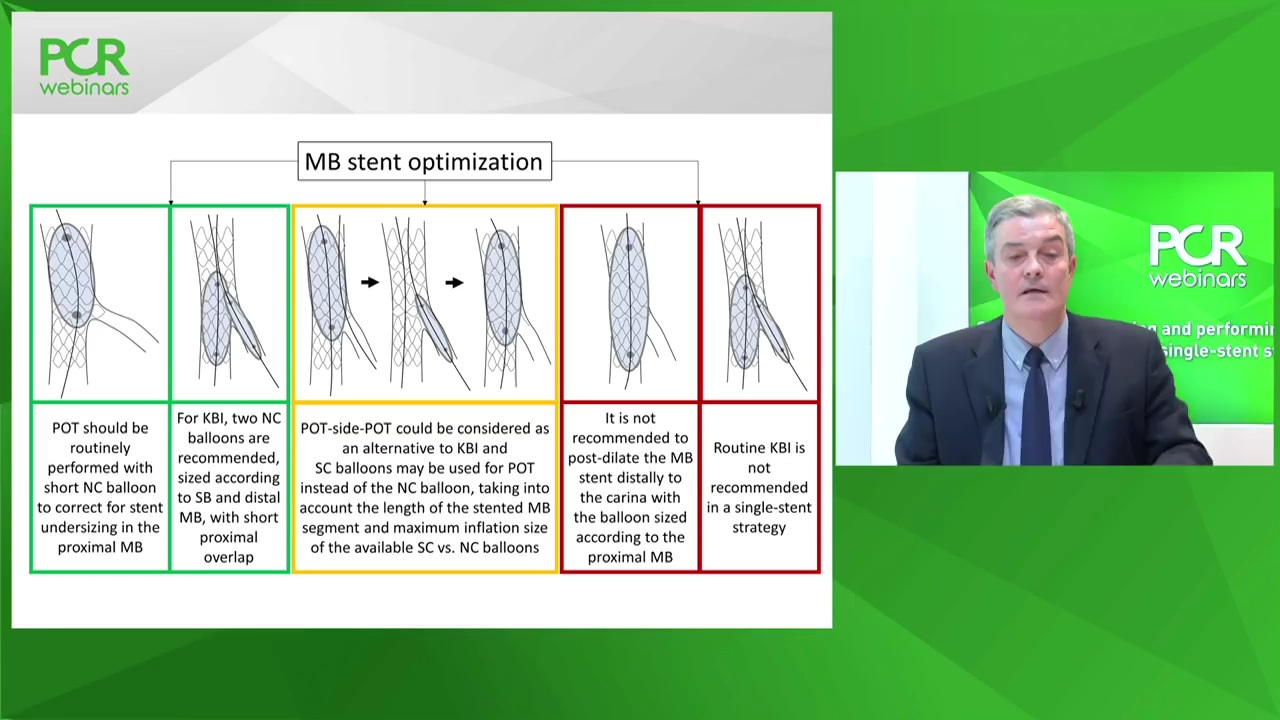 PCR
webinars
MB stent optimization
POT should be
routinely
performed with
short NC balloon
to correct for stent
undersizing in the
proximal MB
For KBI, two NC
balloons are
recommended,
sized according
to SB and distal
MB, with short
proximal
overlap
POT-side-POT could be considered as
an alternative to KBI and
SC balloons may be used for POT
instead of the NC balloon, taking into
account the length of the stented MB
segment and maximum inflation size
of the available SC vs. NC balloons
It is not
recommended to
post-dilate the MB
stent distally to
the carina with
the balloon sized
according to the
proximal MB
Routine KBI is
not
recommended
in a single-stent
strategy
PCR
webinars
and performin
single-stent s